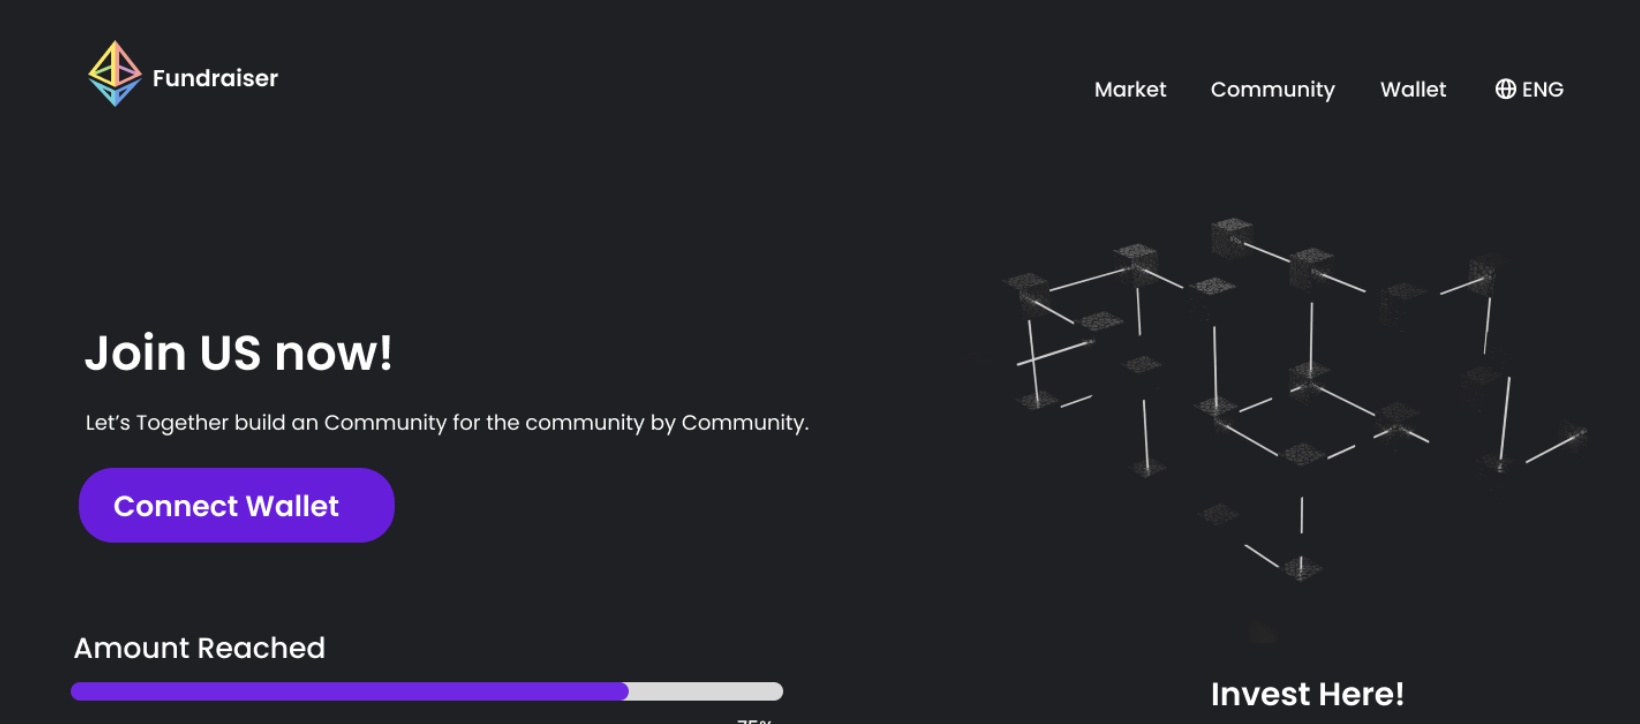 Fundraiser
Market Community Wallet ENG
Join US now!
Let’s Together build an Community for the community by Community.
Connect Wallet
Amount Reached
Invest Here!
75%